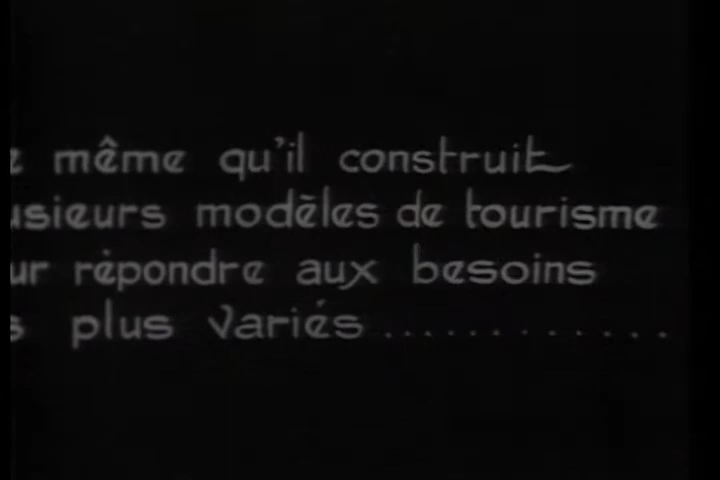 e même qu'il construit
usieurs modèles de tourisme
ur répondre aux besoins
s plus variés .............